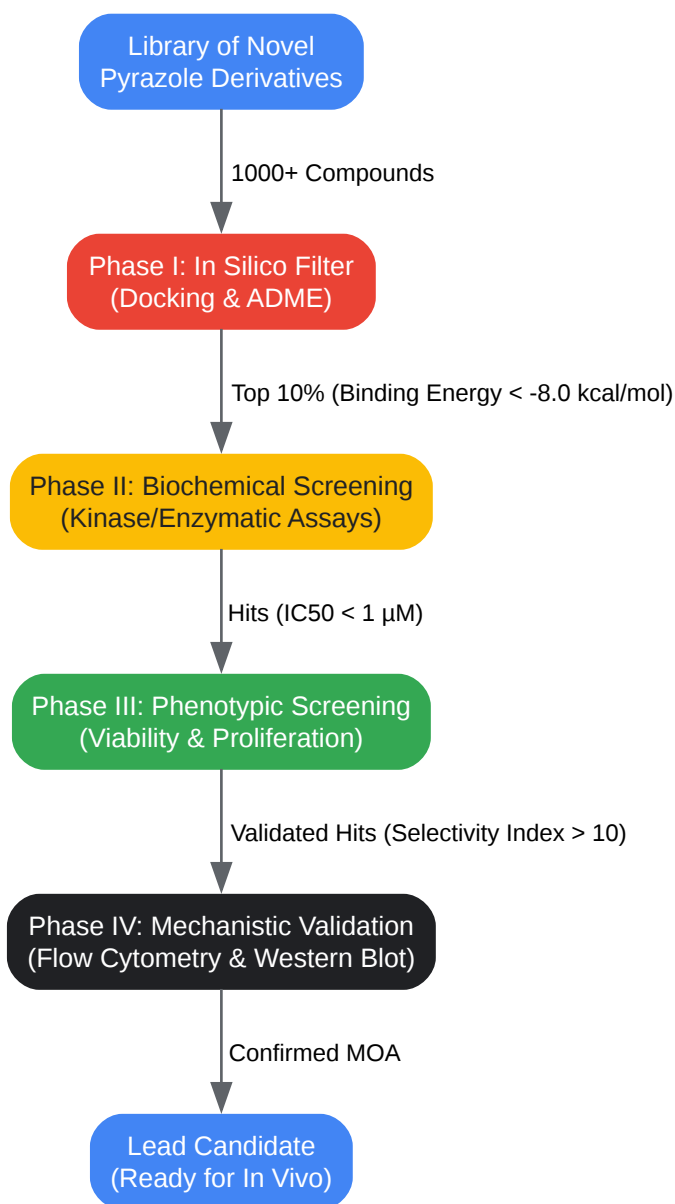 Library of Novel
Pyrazole Derivatives
1000+ Compounds
Phase I: In Silico Filter
(Docking & ADME)
Top 10% (Binding Energy < -8.0 kcal/mol)
Phase II: Biochemical Screening
(Kinase/Enzymatic Assays)
Hits (IC50 < 1 µM)
Phase III: Phenotypic Screening
(Viability & Proliferation)
Validated Hits (Selectivity Index > 10)
Phase IV: Mechanistic Validation
(Flow Cytometry & Western Blot)
Confirmed MOA
Lead Candidate
(Ready for In Vivo)